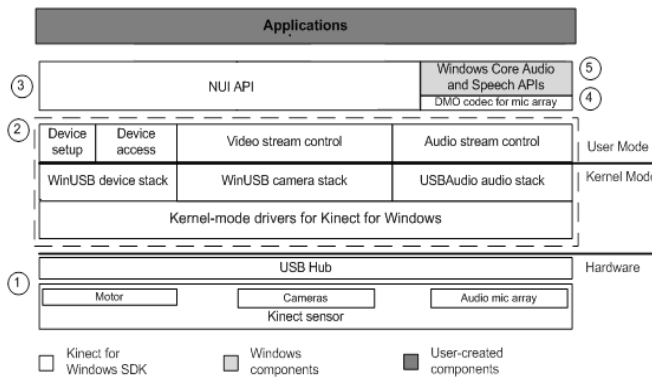 Applications
3
NUI API
Windows Core Audio
and Speech APIs
5
DMO codec for mic array
4
2
Device
setup
Device
access
Video stream control
Audio stream control
User Mode
WinUSB device stack
WinUSB camera stack
USBAudio audio stack
Kernel Mode
Kernel-mode drivers for Kinect for Windows
1
USB Hub
Hardware
Motor
Cameras
Audio mic array
Kinect sensor
Kinect for
Windows SDK
Windows
components
User-created
components